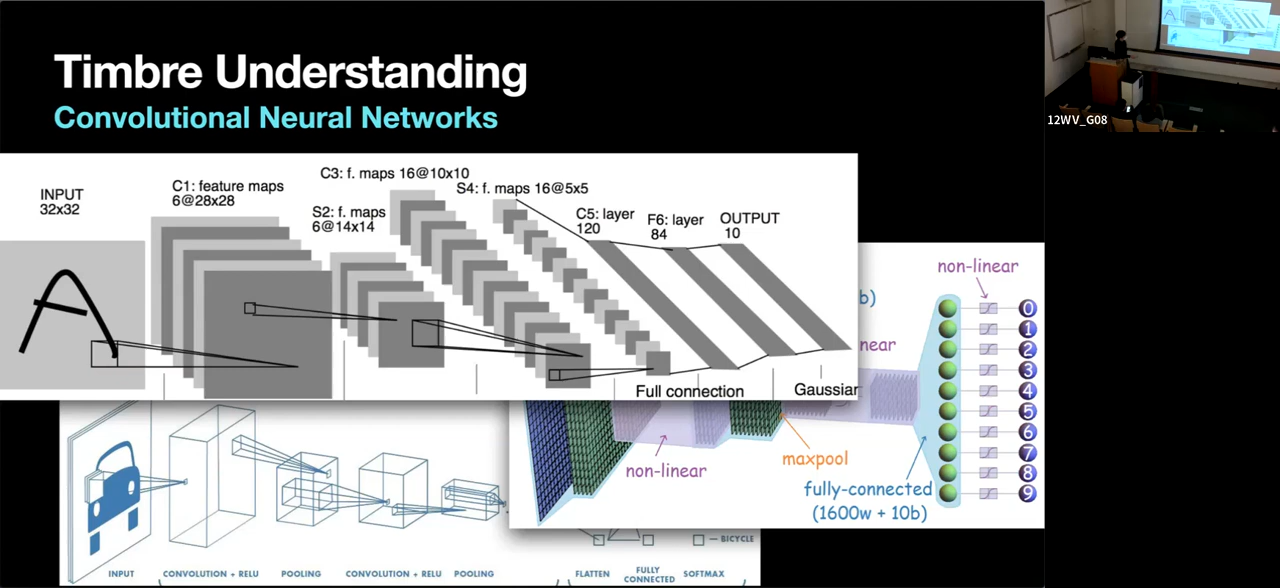 Timbre Understanding
Convolutional Neural Networks
12WV_G08
INPUT
32x32
C1: feature maps
6@28x28
S2: f. maps
6@14x14
C3: f. maps 16@10x10
S4: f. maps 16@5x5
C5: layer
120
F6: layer
84
OUTPUT
10
Full connection
Gaussian
b)
near
non-linear
0
1
2
3
4
5
6
7
8
9
non-linear
maxpool
fully-connected
(1600w + 10b)
INPUT
CONVOLUTION + RELU
POOLING
CONVOLUTION + RELU
POOLING
FLATTEN
FULLY
CONNECTED
SOFTMAX
— BICYCLE